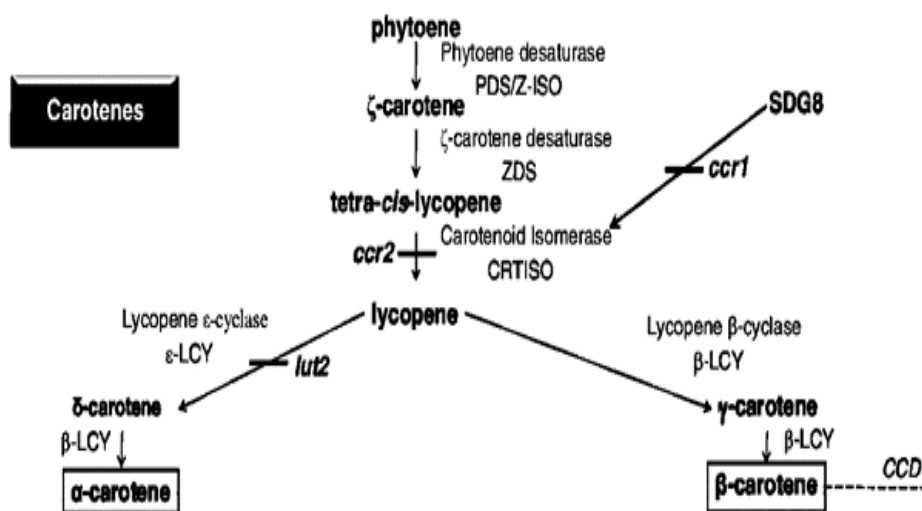 phytoene
Phytoene desaturase
PDS/Z-ISO
Carotenes
ζ-carotene
SDG8
ζ-carotene desaturase
ZDS
ccr1
tetra-cis-lycopene
Carotenoid Isomerase
ccr2
CRTISO
lycopene
Lycopene ε-cyclase
ε-LCY
lut2
Lycopene β-cyclase
β-LCY
δ-carotene
γ-carotene
β-LCY
β-LCY
α-carotene
β-carotene
CCD